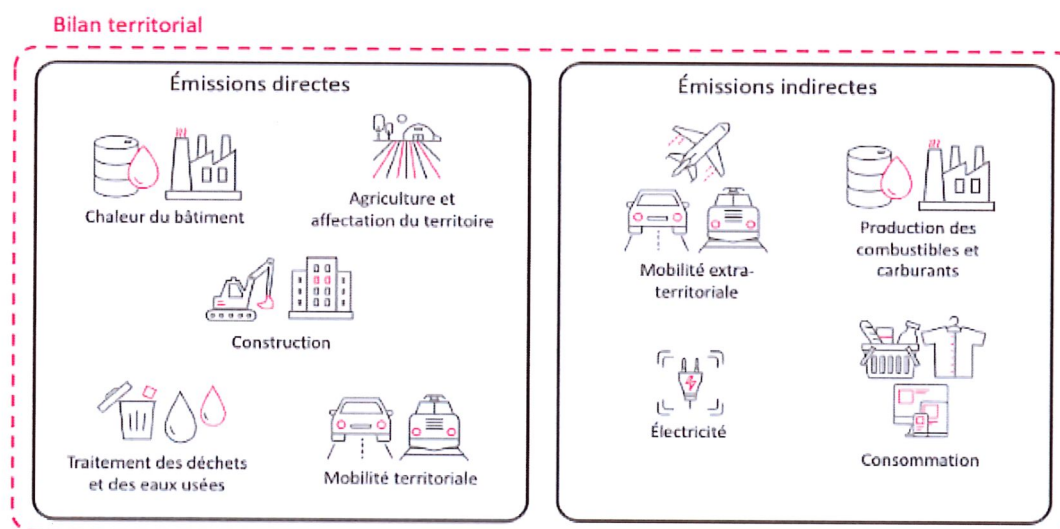 Bilan territorial
Émissions directes
Chaleur du bâtiment
Agriculture et
affectation du territoire
Construction
Traitement des déchets
et des eaux usées
Mobilité territoriale
Émissions indirectes
Mobilité extra-
territoriale
Production des
combustibles et
carburants
Électricité
Consommation